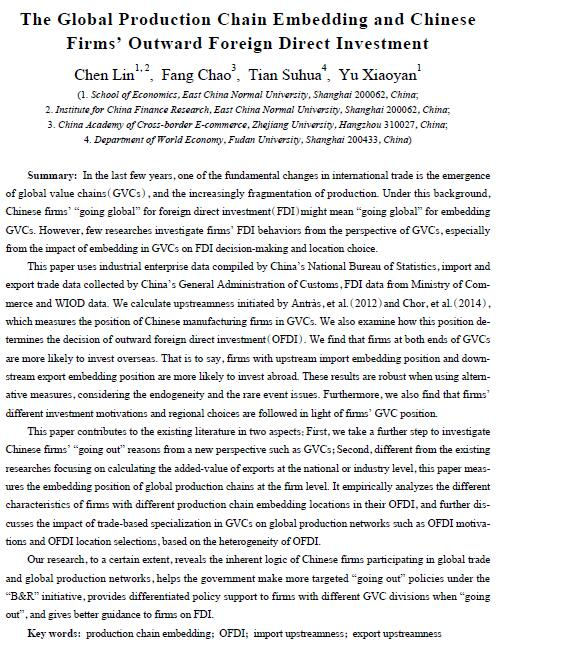 The Global Production Chain Embedding and Chinese
Firms' Outward Foreign Direct Investment
Chen Lin1,2, Fang Chao3, Tian Suhua4, Yu Xiaoyan1
(1. School of Economics, East China Normal University, Shanghai 200062, China;
2. Institute for China Finance Research, East China Normal University, Shanghai 200062, China;
3. China Academy of Cross-border E-commerce, Zhejiang University, Hangzhou 310027, China;
4. Department of World Economy, Fudan University, Shanghai 200433, China)
Summary: In the last few years, one of the fundamental changes in international trade is the emergence
of global value chains(GVCs), and the increasingly fragmentation of production. Under this background,
Chinese firms' "going global" for foreign direct investment(FDI)might mean "going global" for embedding
GVCs. However, few researches investigate firms' FDI behaviors from the perspective of GVCs, especially
from the impact of embedding in GVCs on FDI decision-making and location choice.
This paper uses industrial enterprise data compiled by China's National Bureau of Statistics, import and
export trade data collected by China's General Administration of Customs, FDI data from Ministry of Com-
merce and WIOD data. We calculate upstreamness initiated by Antràs, et al.(2012)and Chor, et al.(2014),
which measures the position of Chinese manufacturing firms in GVCs. We also examine how this position de-
termines the decision of outward foreign direct investment(OFDI). We find that firms at both ends of GVCs
are more likely to invest overseas. That is to say, firms with upstream import embedding position and down-
stream export embedding position are more likely to invest abroad. These results are robust when using altern-
ative measures, considering the endogeneity and the rare event issues. Furthermore, we also find that firms'
different investment motivations and regional choices are followed in light of firms' GVC position.
This paper contributes to the existing literature in two aspects; First, we take a further step to investigate
Chinese firms' "going out" reasons from a new perspective such as GVCs; Second, different from the existing
researches focusing on calculating the added-value of exports at the national or industry level, this paper meas-
ures the embedding position of global production chains at the firm level. It empirically analyzes the different
characteristics of firms with different production chain embedding locations in their OFDI, and further dis-
cusses the impact of trade-based specialization in GVCs on global production networks such as OFDI motiva-
tions and OFDI location selections, based on the heterogeneity of OFDI.
Our research, to a certain extent, reveals the inherent logic of Chinese firms participating in global trade
and global production networks, helps the government make more targeted "going out" policies under the
"B&R" initiative, provides differentiated policy support to firms with different GVC divisions when "going
out", and gives better guidance to firms on FDI.
Key words: production chain embedding; OFDI; import upstreamness; export upstreamness